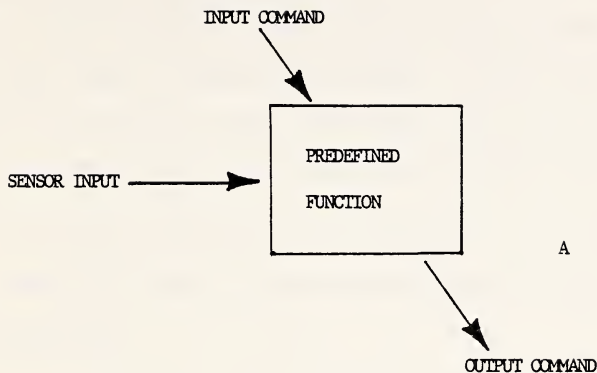 INPUT COMMAND
PREDEFINED
SENSOR INPUT
FUNCTION
A
OUTPUT COMMAND